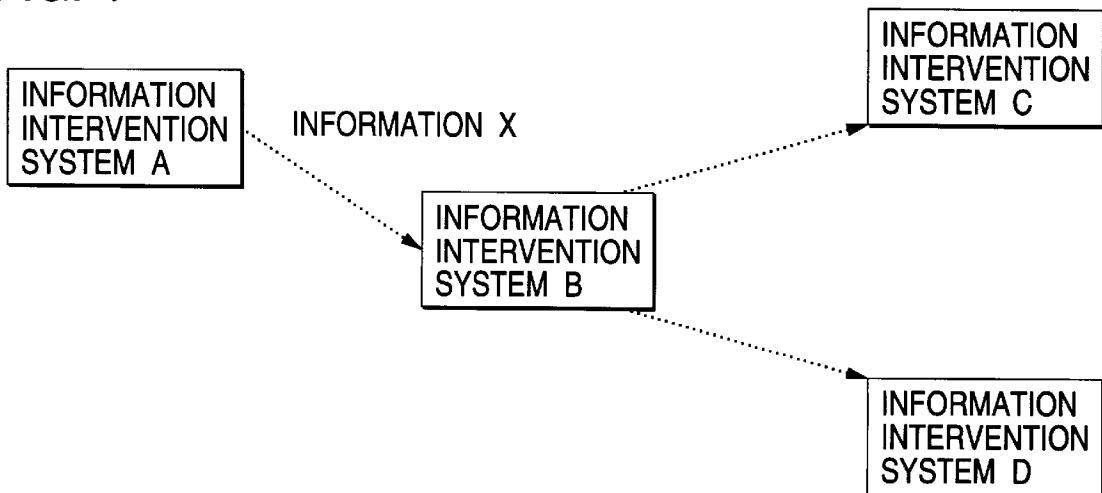 INFORMATION
INTERVENTION
SYSTEM A
INFORMATION X
INFORMATION
INTERVENTION
SYSTEM B
INFORMATION
INTERVENTION
SYSTEM C
INFORMATION
INTERVENTION
SYSTEM D